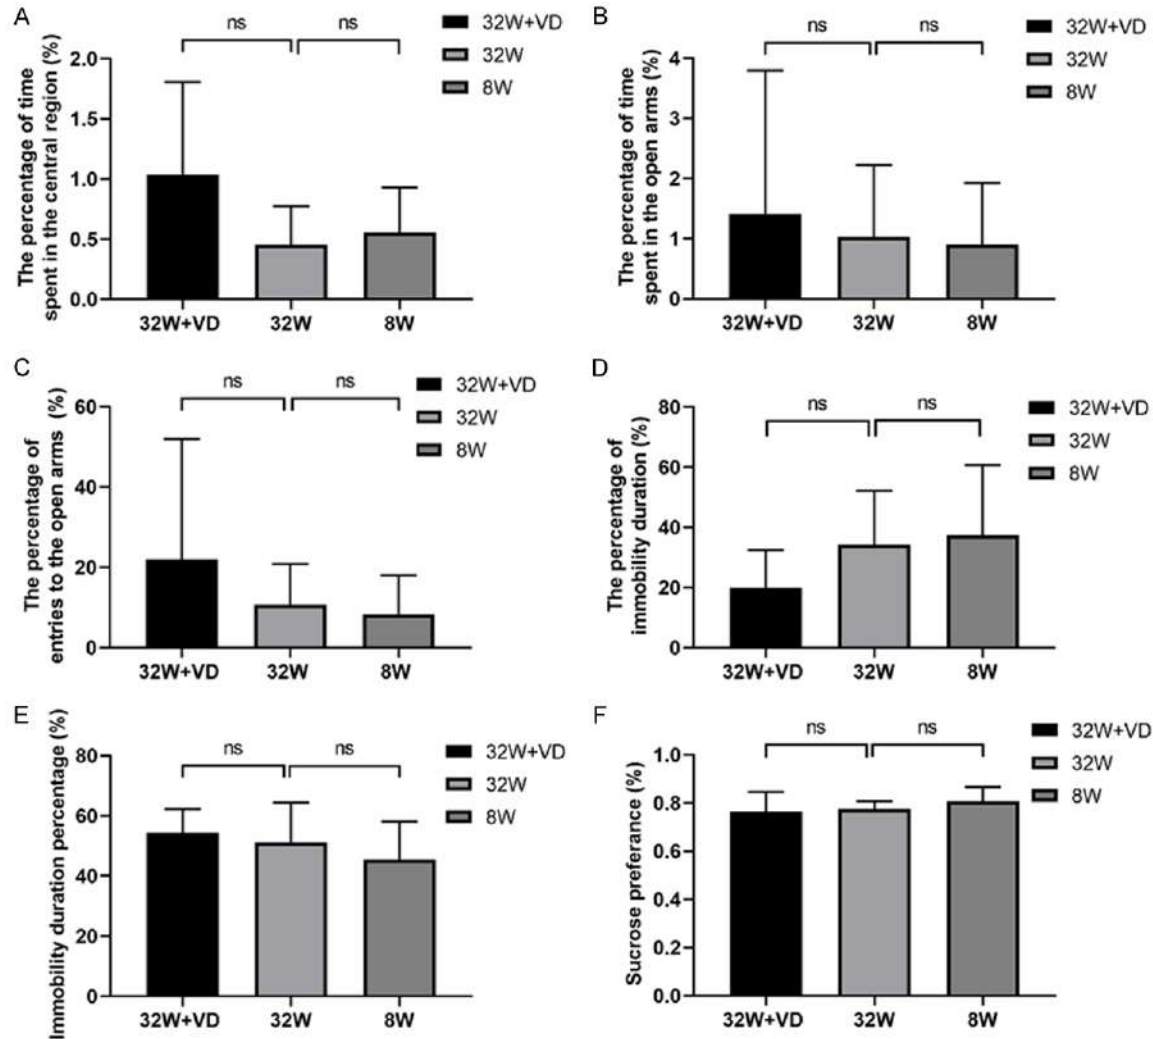 A
The percentage of time
spent in the central region (%)
2.0
1.5
1.0
0.5
0.0
ns
ns
32W+VD
32W
8W
32W+VD
32W
8W
B
The percentage of time
spent in the open arms (%)
4
3
2
1
0
ns
ns
32W+VD
32W
8W
32W+VD
32W
8W
C
The percentage of
entries to the open arms (%)
60
40
20
0
ns
ns
32W+VD
32W
8W
32W+VD
32W
8W
D
The percentage of
immobility duration (%)
80
60
40
20
0
ns
ns
32W+VD
32W
8W
32W+VD
32W
8W
E
Immobility duration percentage (%)
80
60
40
20
0
ns
ns
32W+VD
32W
8W
32W+VD
32W
8W
F
Sucrose preferance (%)
1.0
0.8
0.6
0.4
0.2
0.0
ns
ns
32W+VD
32W
8W
32W+VD
32W
8W